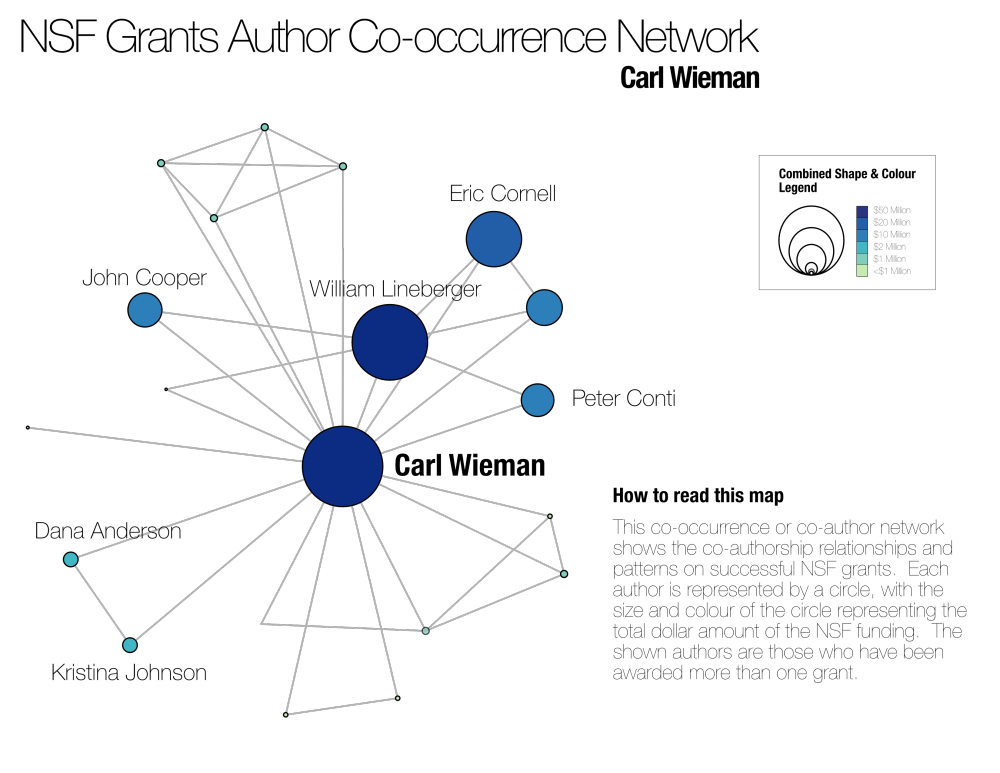 NSF Grants Author Co-occurrence Network
Carl Wieman
Combined Shape & Colour
Legend
$50 Million
$20 Million
$10 Million
$2 Million
$1 Million
<$1 Million
Eric Cornell
John Cooper
William Lineberger
Peter Conti
Carl Wieman
Dana Anderson
Kristina Johnson
How to read this map
This co-occurrence or co-author network
shows the co-authorship relationships and
patterns on successful NSF grants. Each
author is represented by a circle, with the
size and colour of the circle representing the
total dollar amount of the NSF funding. The
shown authors are those who have been
awarded more than one grant.